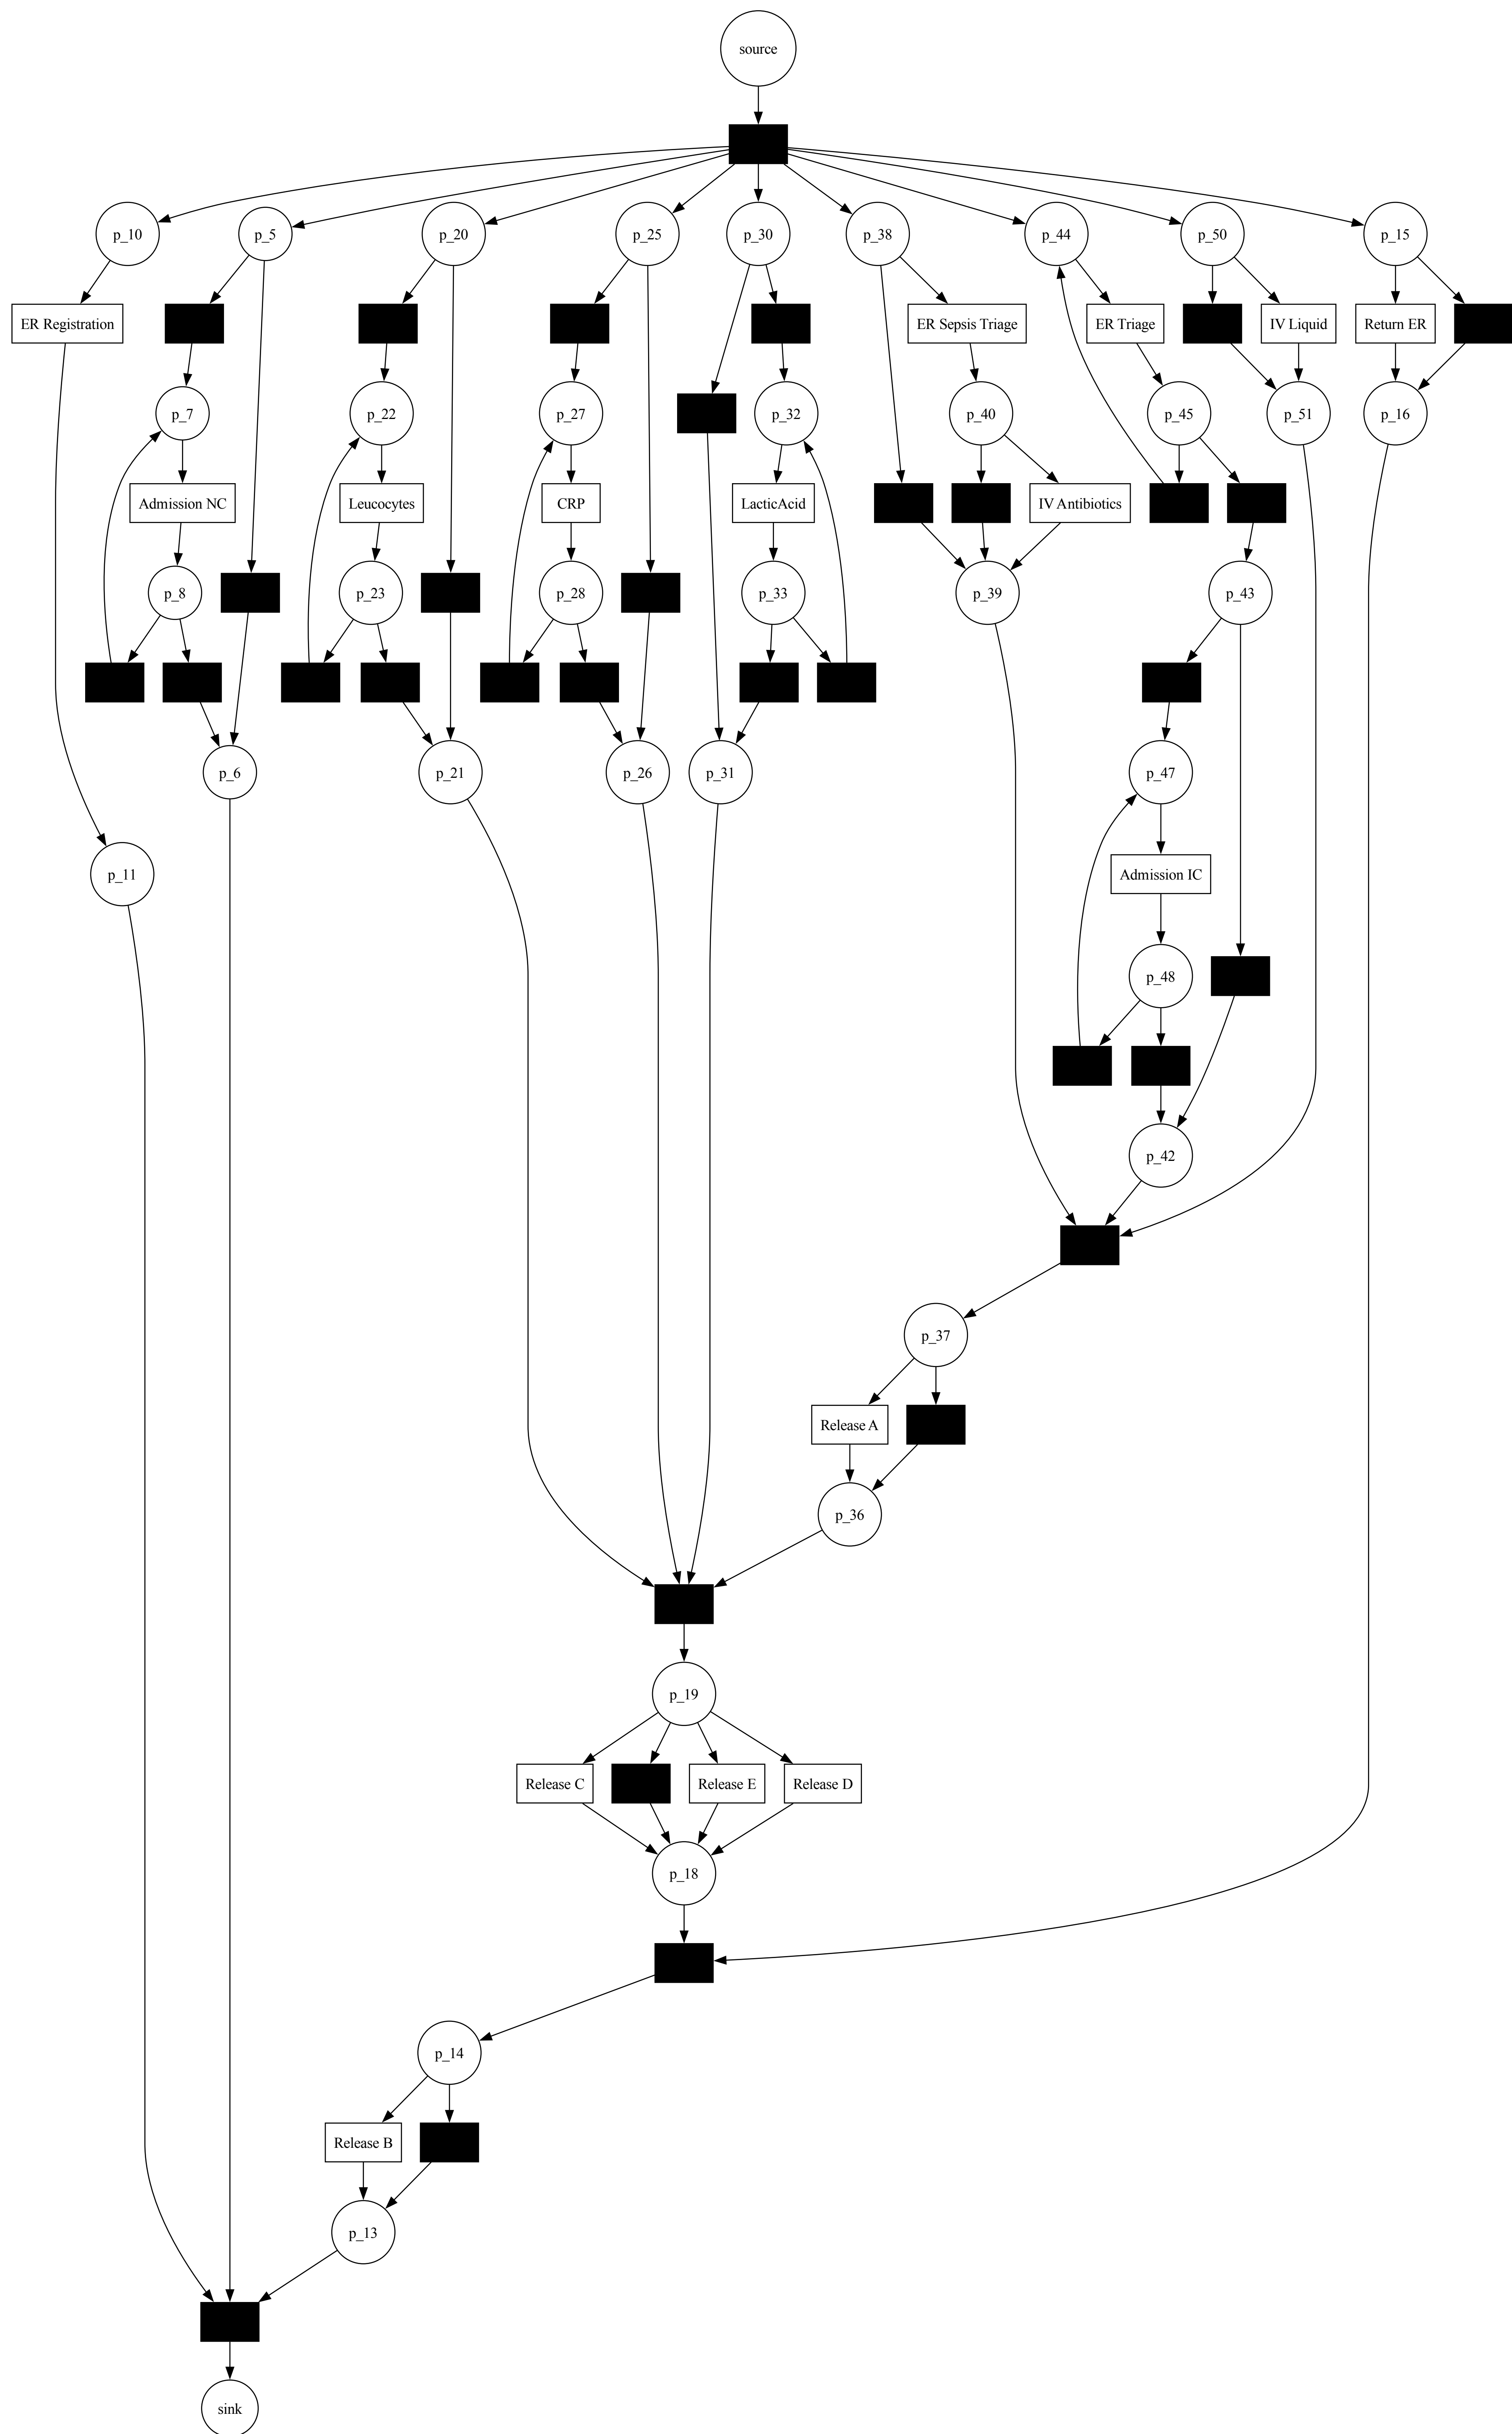 source
p_10
p_5
p_20
p_25
p_30
p_38
p_44
p_50
p_15
ER Registration
ER Sepsis Triage
ER Triage
IV Liquid
Return ER
p_7
p_22
p_27
p_32
p_40
p_45
p_51
p_16
Admission NC
Leucocytes
CRP
LacticAcid
IV Antibiotics
p_8
p_23
p_28
p_33
p_39
p_43
p_6
p_21
p_26
p_31
p_47
p_11
Admission IC
p_48
p_42
p_37
Release A
p_36
p_19
Release C
Release E
Release D
p_18
p_14
Release B
p_13
sink